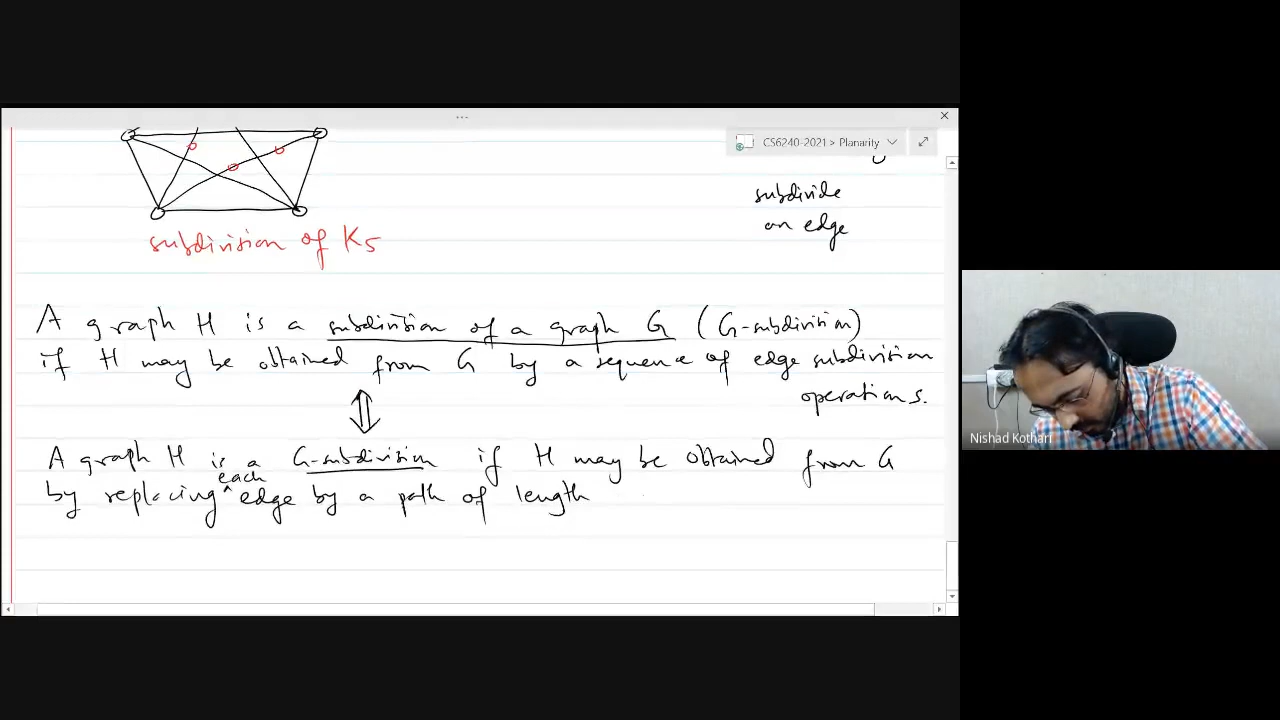 CS6240-2021 > Planarity
subdivide
an edge
subdivision of K5
A graph H is a subdivision of a graph G (G-subdivision)
if H may be obtained from G by a sequence of edge subdivision
operations.
A graph H is a G-subdivision if H may be obtained from G
by replacing each edge by a path of length
Nishad Kothari